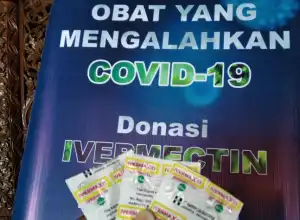 OBAT YANG
MENGALAHKAN
COVID-19
Donasi
IVERMECTIN